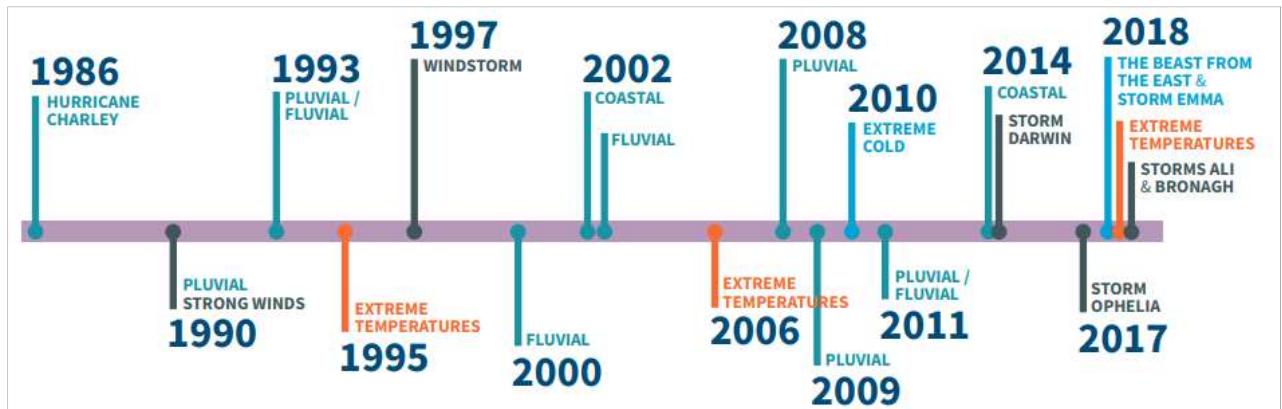 1986
HURRICANE
CHARLEY
1990
PLUVIAL
STRONG WINDS
1993
PLUVIAL /
FLUVIAL
1995
EXTREME
TEMPERATURES
1997
WINDSTORM
2000
FLUVIAL
2002
COASTAL
FLUVIAL
2006
EXTREME
TEMPERATURES
2008
PLUVIAL
2009
PLUVIAL
2010
EXTREME
COLD
2011
PLUVIAL /
FLUVIAL
2014
COASTAL
STORM
DARWIN
2017
STORM
OPHELIA
2018
THE BEAST FROM
THE EAST &
STORM EMMA
EXTREME
TEMPERATURES
STORMS ALI
& BRONAGH